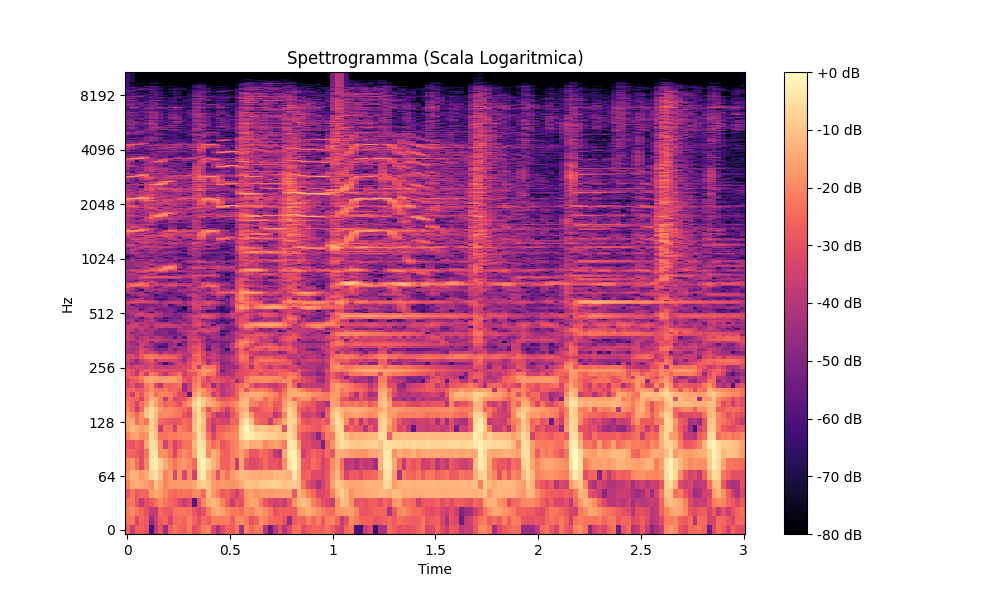 Spettrogramma (Scala Logaritmica)
Hz
8192
4096
2048
1024
512
256
128
64
0
0
0.5
1
1.5
2
2.5
3
Time
+0 dB
-10 dB
-20 dB
-30 dB
-40 dB
-50 dB
-60 dB
-70 dB
-80 dB